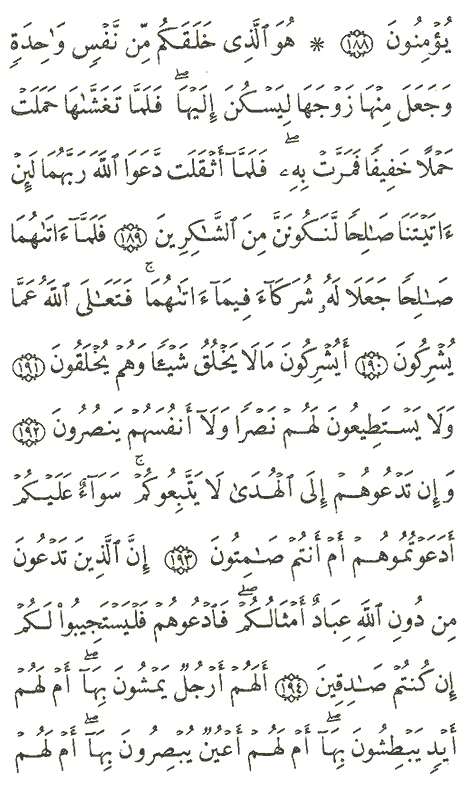 يُؤۡمِنُونَ ١٨٨ ۞ هُوَ ٱلَّذِي خَلَقَكُم مِّن نَّفۡسٖ وَٰحِدَةٖ
وَجَعَلَ مِنۡهَا زَوۡجَهَا لِيَسۡكُنَ إِلَيۡهَاۖ فَلَمَّا تَغَشَّىٰهَا حَمَلَتۡ
حَمۡلًا خَفِيفٗا فَمَرَّتۡ بِهِۦۖ فَلَمَّآ أَثۡقَلَت دَّعَوَا ٱللَّهَ رَبَّهُمَا لَئِنۡ
ءَاتَيۡتَنَا صَٰلِحٗا لَّنَكُونَنَّ مِنَ ٱلشَّٰكِرِينَ ١٨٩ فَلَمَّآ ءَاتَىٰهُمَا
صَٰلِحٗا جَعَلَا لَهُۥ شُرَكَآءَ فِيمَآ ءَاتَىٰهُمَاۚ فَتَعَٰلَى ٱللَّهُ عَمَّا
يُشۡرِكُونَ ١٩٠ أَيُشۡرِكُونَ مَا لَا يَخۡلُقُ شَيۡـٔٗا وَهُمۡ يُخۡلَقُونَ ١٩١
وَلَا يَسۡتَطِيعُونَ لَهُمۡ نَصۡرٗا وَلَآ أَنفُسَهُمۡ يَنصُرُونَ ١٩٢
وَإِن تَدۡعُوهُمۡ إِلَى ٱلۡهُدَىٰ لَا يَتَّبِعُوكُمۡۚ سَوَآءٌ عَلَيۡكُمۡ
أَدَعَوۡتُمُوهُمۡ أَمۡ أَنتُمۡ صَٰمِتُونَ ١٩٣ إِنَّ ٱلَّذِينَ تَدۡعُونَ
مِن دُونِ ٱللَّهِ عِبَادٌ أَمۡثَالُكُمۡۖ فَٱدۡعُوهُمۡ فَلۡيَسۡتَجِيبُواْ لَكُمۡ
إِن كُنتُمۡ صَٰدِقِينَ ١٩٤ أَلَهُمۡ أَرۡجُلٞ يَمۡشُونَ بِهَآۖ أَمۡ لَهُمۡ
أَيۡدٖ يَبۡطِشُونَ بِهَآۖ أَمۡ لَهُمۡ أَعۡيُنٞ يُبۡصِرُونَ بِهَآۖ أَمۡ لَهُمۡ